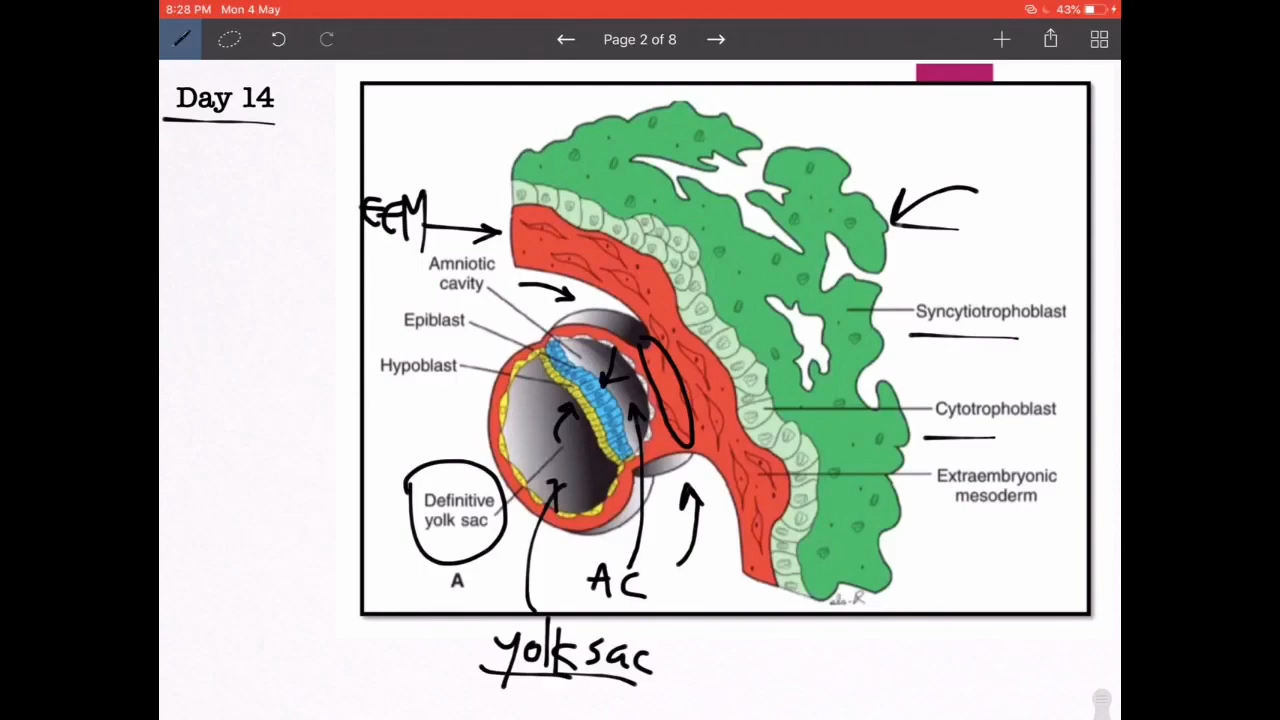 8:28 PM Mon 4 May
43%
Page 2 of 8
Day 14
EEM
Amniotic
cavity
Epiblast
Hypoblast
Definitive
yolk sac
A
Syncytiotrophoblast
Cytotrophoblast
Extraembryonic
mesoderm
AC
yolk sac